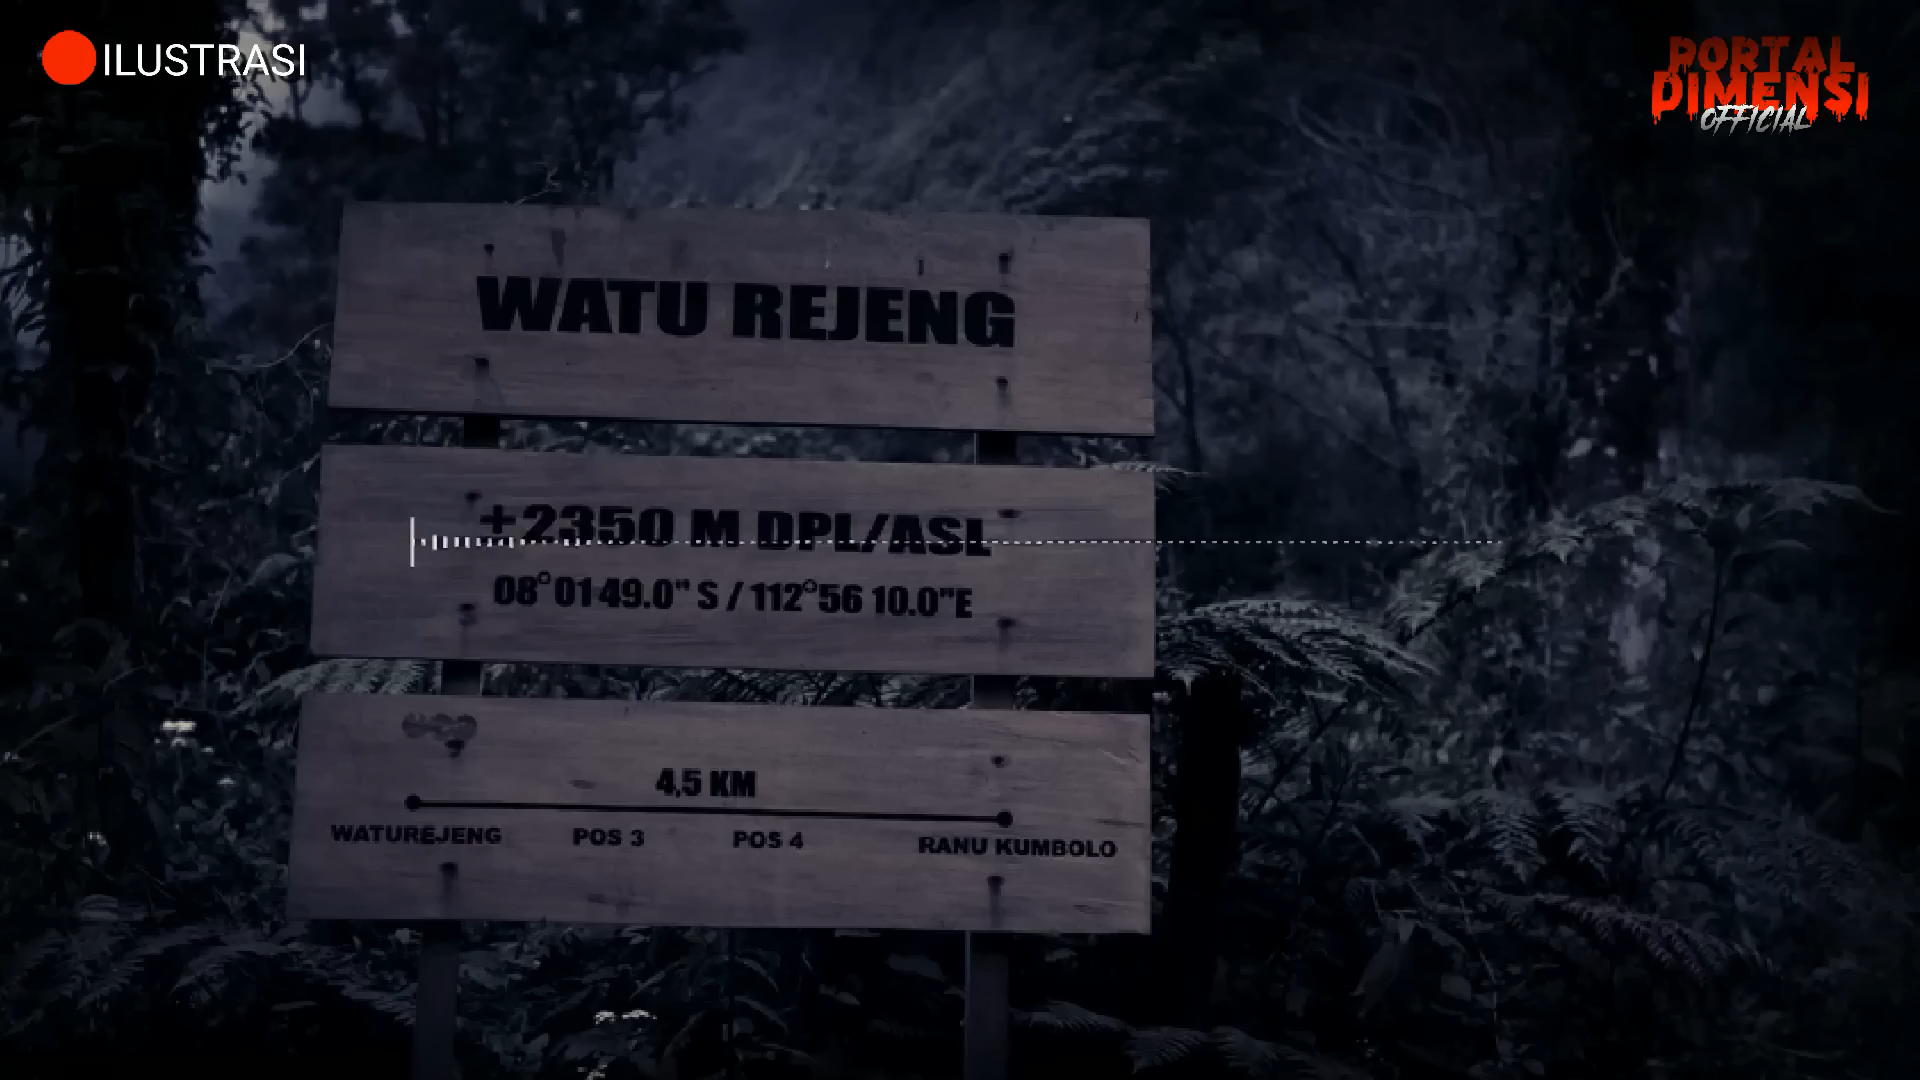 ILUSTRASI
PORTAL
DIMENSI
OFFICIAL
WATU REJENG
±2350 M DPL/ASL
08°01 49.0" S / 112°56 10.0"E
4,5 KM
WATUREJENG POS 3 POS 4 RANU KUMBOLO